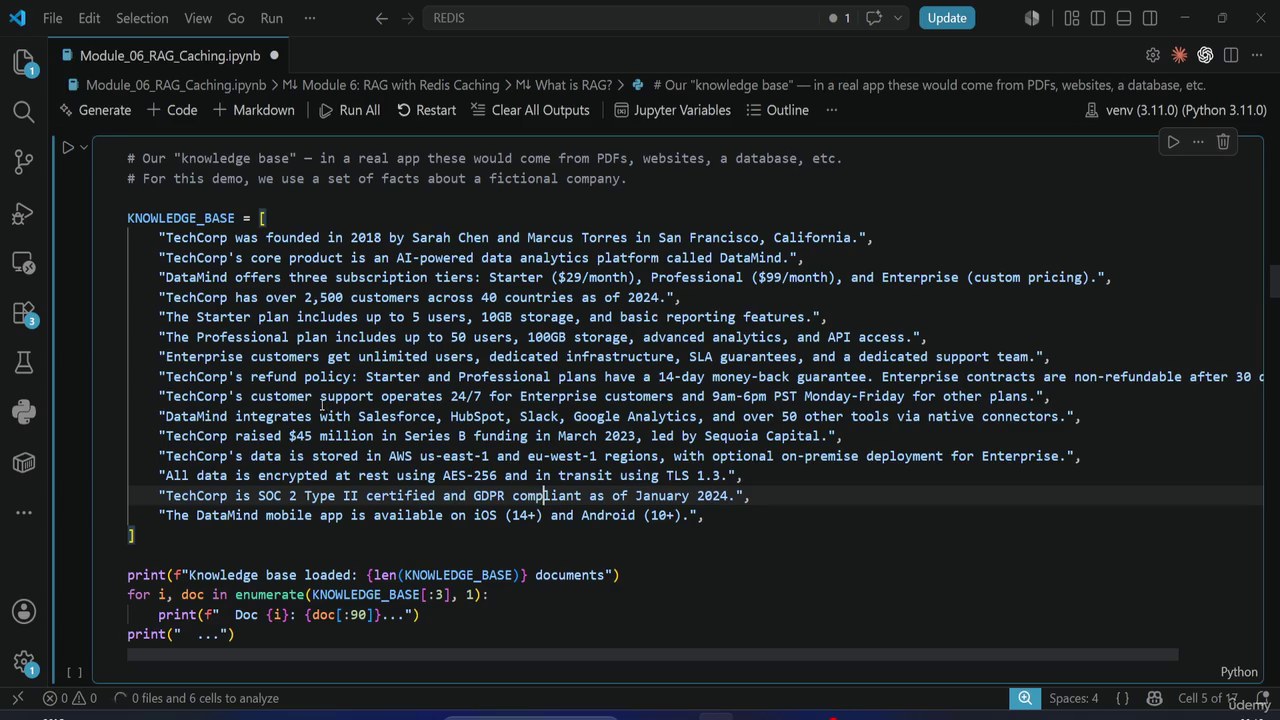 File Edit Selection View Go Run ··· REDIS 1 Update
Module_06_RAG_Caching.ipynb
Module_06_RAG_Caching.ipynb > M↓ Module 6: RAG with Redis Caching > M↓ What is RAG? > # Our "knowledge base" — in a real app these would come from PDFs, websites, a database, etc.
Generate + Code + Markdown Run All Restart Clear All Outputs Jupyter Variables Outline ··· venv (3.11.0) (Python 3.11.0)
# Our "knowledge base" — in a real app these would come from PDFs, websites, a database, etc.
# For this demo, we use a set of facts about a fictional company.
KNOWLEDGE_BASE = [
"TechCorp was founded in 2018 by Sarah Chen and Marcus Torres in San Francisco, California.",
"TechCorp's core product is an AI-powered data analytics platform called DataMind.",
"DataMind offers three subscription tiers: Starter ($29/month), Professional ($99/month), and Enterprise (custom pricing).",
"TechCorp has over 2,500 customers across 40 countries as of 2024.",
"The Starter plan includes up to 5 users, 10GB storage, and basic reporting features.",
"The Professional plan includes up to 50 users, 100GB storage, advanced analytics, and API access.",
"Enterprise customers get unlimited users, dedicated infrastructure, SLA guarantees, and a dedicated support team.",
"TechCorp's refund policy: Starter and Professional plans have a 14-day money-back guarantee. Enterprise contracts are non-refundable after 30
"TechCorp's customer support operates 24/7 for Enterprise customers and 9am-6pm PST Monday-Friday for other plans.",
"DataMind integrates with Salesforce, HubSpot, Slack, Google Analytics, and over 50 other tools via native connectors.",
"TechCorp raised $45 million in Series B funding in March 2023, led by Sequoia Capital.",
"TechCorp's data is stored in AWS us-east-1 and eu-west-1 regions, with optional on-premise deployment for Enterprise.",
"All data is encrypted at rest using AES-256 and in transit using TLS 1.3.",
"TechCorp is SOC 2 Type II certified and GDPR compliant as of January 2024.",
"The DataMind mobile app is available on iOS (14+) and Android (10+).",
]
print(f"Knowledge base loaded: {len(KNOWLEDGE_BASE)} documents")
for i, doc in enumerate(KNOWLEDGE_BASE[:3], 1):
print(f" Doc {i}: {doc[:90]}...")
print(" ...")
[ ] Python
0 0 0 files and 6 cells to analyze Spaces: 4 { } Cell 5 of 17
udemy
1
3
1